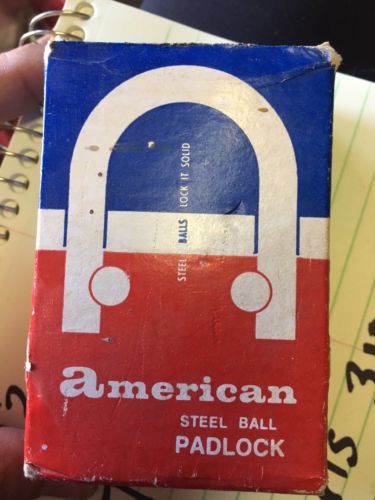 STEEL BALLS LOCK IT SOLID
american
STEEL BALL
PADLOCK